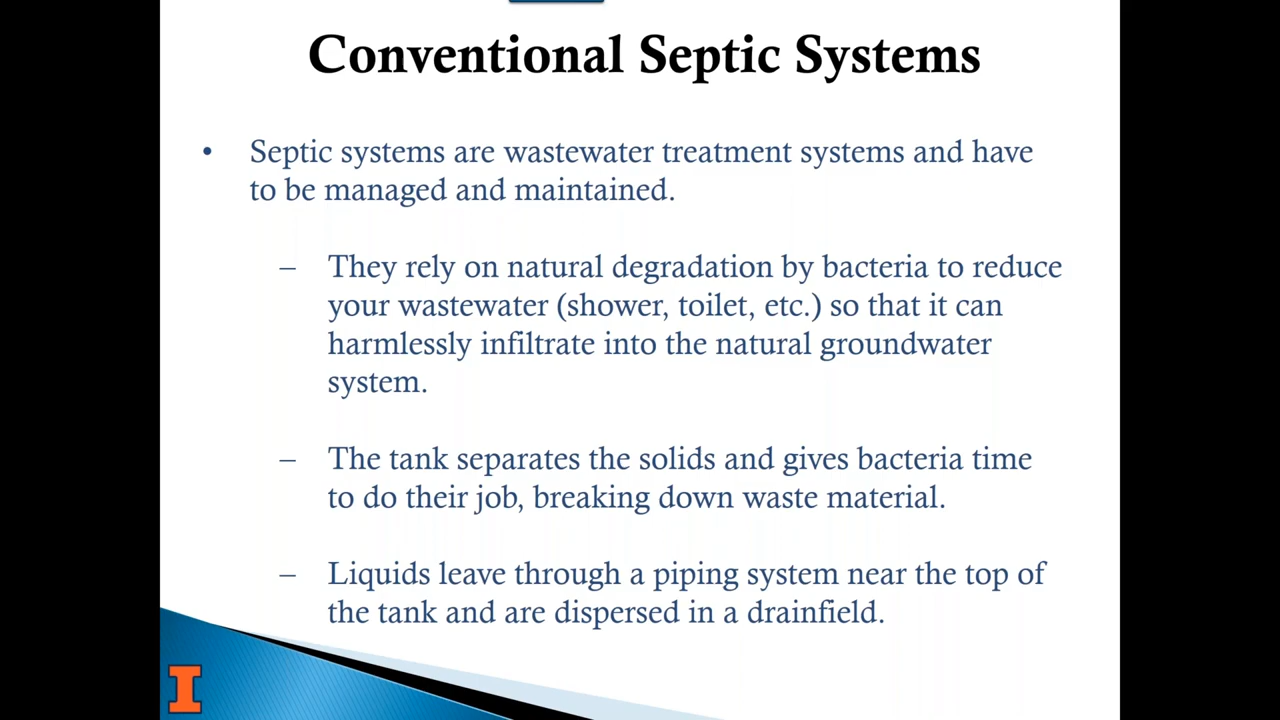 Conventional Septic Systems
• Septic systems are wastewater treatment systems and have
to be managed and maintained.
– They rely on natural degradation by bacteria to reduce
your wastewater (shower, toilet, etc.) so that it can
harmlessly infiltrate into the natural groundwater
system.
– The tank separates the solids and gives bacteria time
to do their job, breaking down waste material.
– Liquids leave through a piping system near the top of
the tank and are dispersed in a drainfield.
I